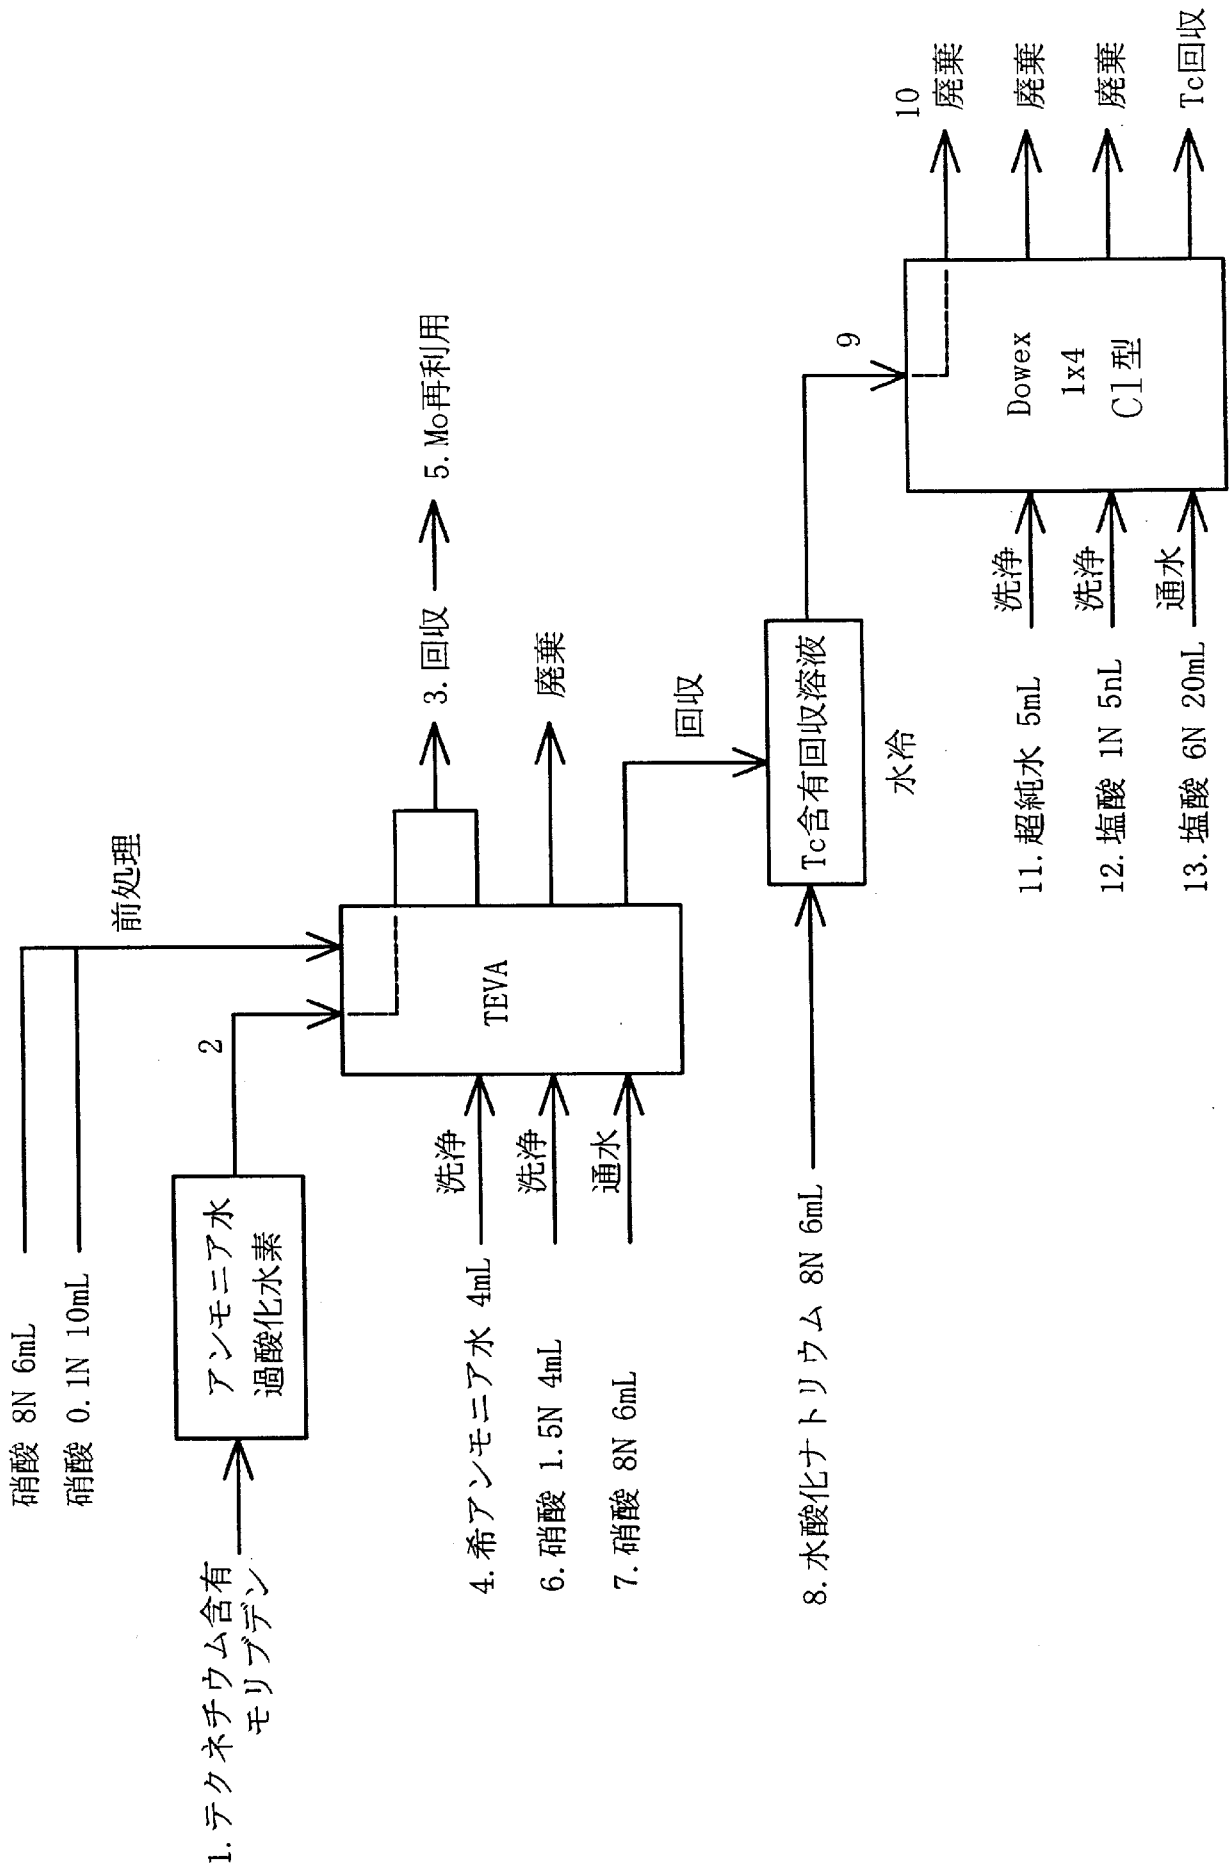 硝酸 8N 6mL
硝酸 0.1N 10mL
前処理
1.テクネチウム含有
モリブデン
アンモニア水
過酸化水素
2
TEVA
3.回収
5.Mo再利用
4.希アンモニア水 4mL
洗浄
6.硝酸 1.5N 4mL
洗浄
廃棄
7.硝酸 8N 6mL
通水
回収
8.水酸化ナトリウム 8N 6mL
Tc含有回収溶液
水冷
9
Dowex
1x4
Cl型
10
廃棄
11.超純水 5mL
洗浄
廃棄
12.塩酸 1N 5nL
洗浄
廃棄
13.塩酸 6N 20mL
通水
Tc回収